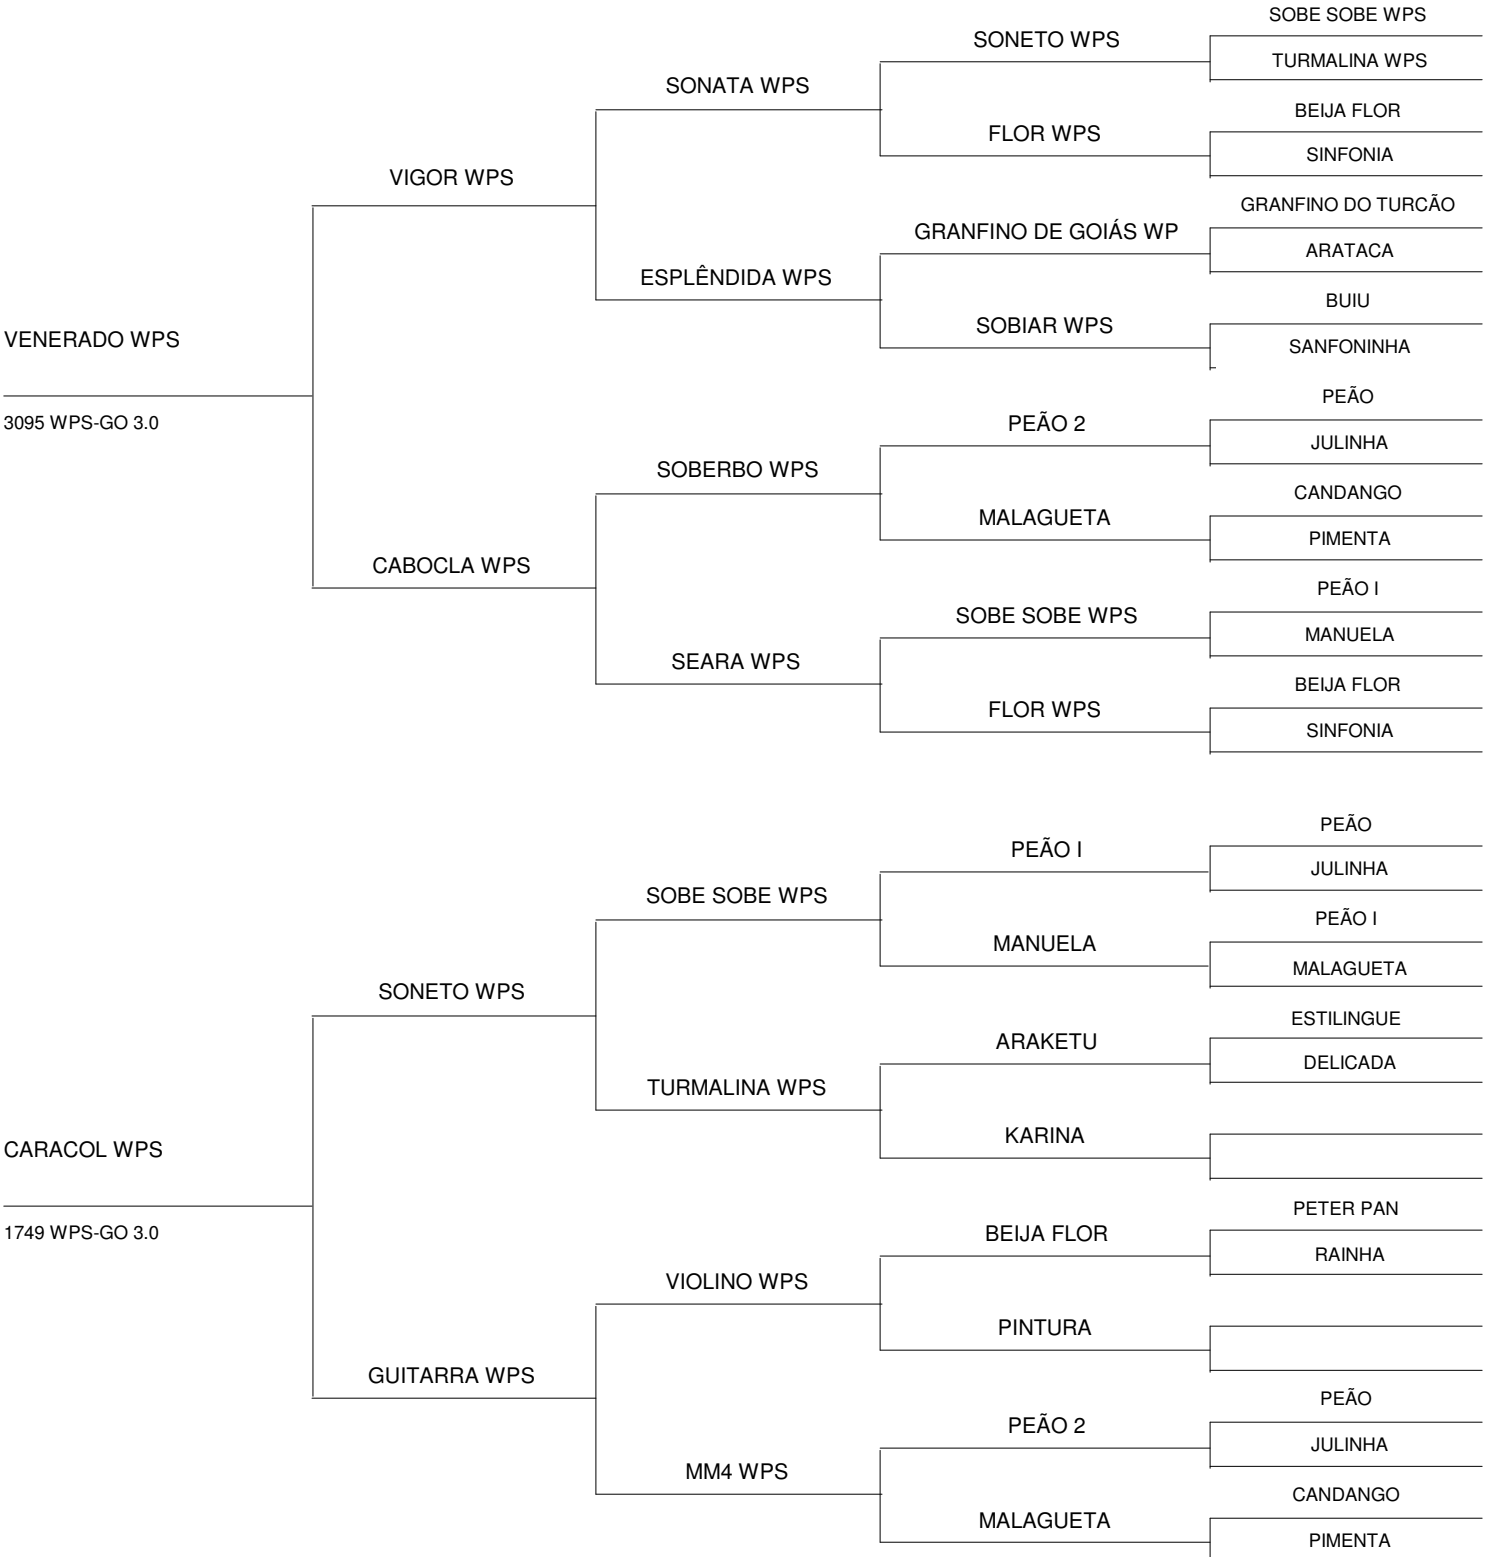 SOBE SOBE WPS
SONETO WPS
TURMALINA WPS
SONATA WPS
BEIJA FLOR
FLOR WPS
SINFONIA
VIGOR WPS
GRANFINO DO TURCÃO
GRANFINO DE GOIÁS WP
ARATACA
ESPLÊNDIDA WPS
BUIU
SOBIAR WPS
SANFONINHA
VENERADO WPS
3095 WPS-GO 3.0
PEÃO
PEÃO 2
JULINHA
SOBERBO WPS
CANDANGO
MALAGUETA
PIMENTA
CABOCLA WPS
PEÃO I
SOBE SOBE WPS
MANUELA
SEARA WPS
BEIJA FLOR
FLOR WPS
SINFONIA
PEÃO
PEÃO I
JULINHA
SOBE SOBE WPS
PEÃO I
MANUELA
MALAGUETA
SONETO WPS
ESTILINGUE
ARAKETU
DELICADA
TURMALINA WPS
KARINA
CARACOL WPS
1749 WPS-GO 3.0
PETER PAN
BEIJA FLOR
RAINHA
VIOLINO WPS
PINTURA
GUITARRA WPS
PEÃO
PEÃO 2
JULINHA
MM4 WPS
CANDANGO
MALAGUETA
PIMENTA